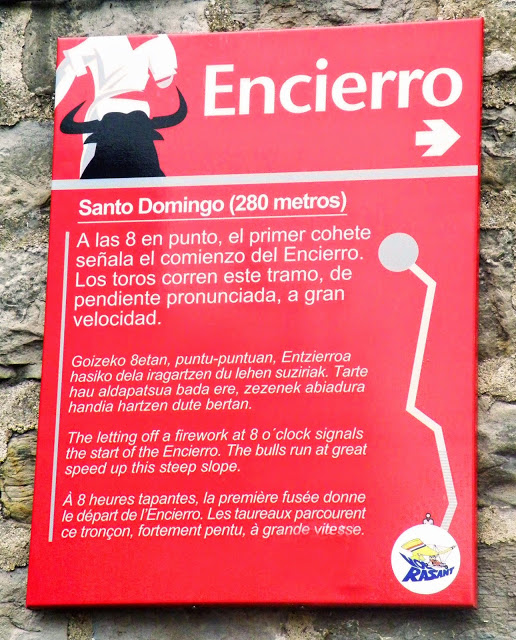 Encierro
Santo Domingo (280 metros)
A las 8 en punto, el primer cohete
señala el comienzo del Encierro.
Los toros corren este tramo, de
pendiente pronunciada, a gran
velocidad.
Goizeko 8etan, puntu-puntuan, Entzierroa
hasiko dela iragartzen du lehen suziriak. Tarte
hau aldapatsua bada ere, zezenek abiadura
handia hartzen dute bertan.
The letting off a firework at 8 o´clock signals
the start of the Encierro. The bulls run at great
speed up this steep slope.
À 8 heures tapantes, la première fusée donne
le départ de l'Encierro. Les taureaux parcourent
ce tronçon, fortement pentu, à grande vitesse.
RASANT